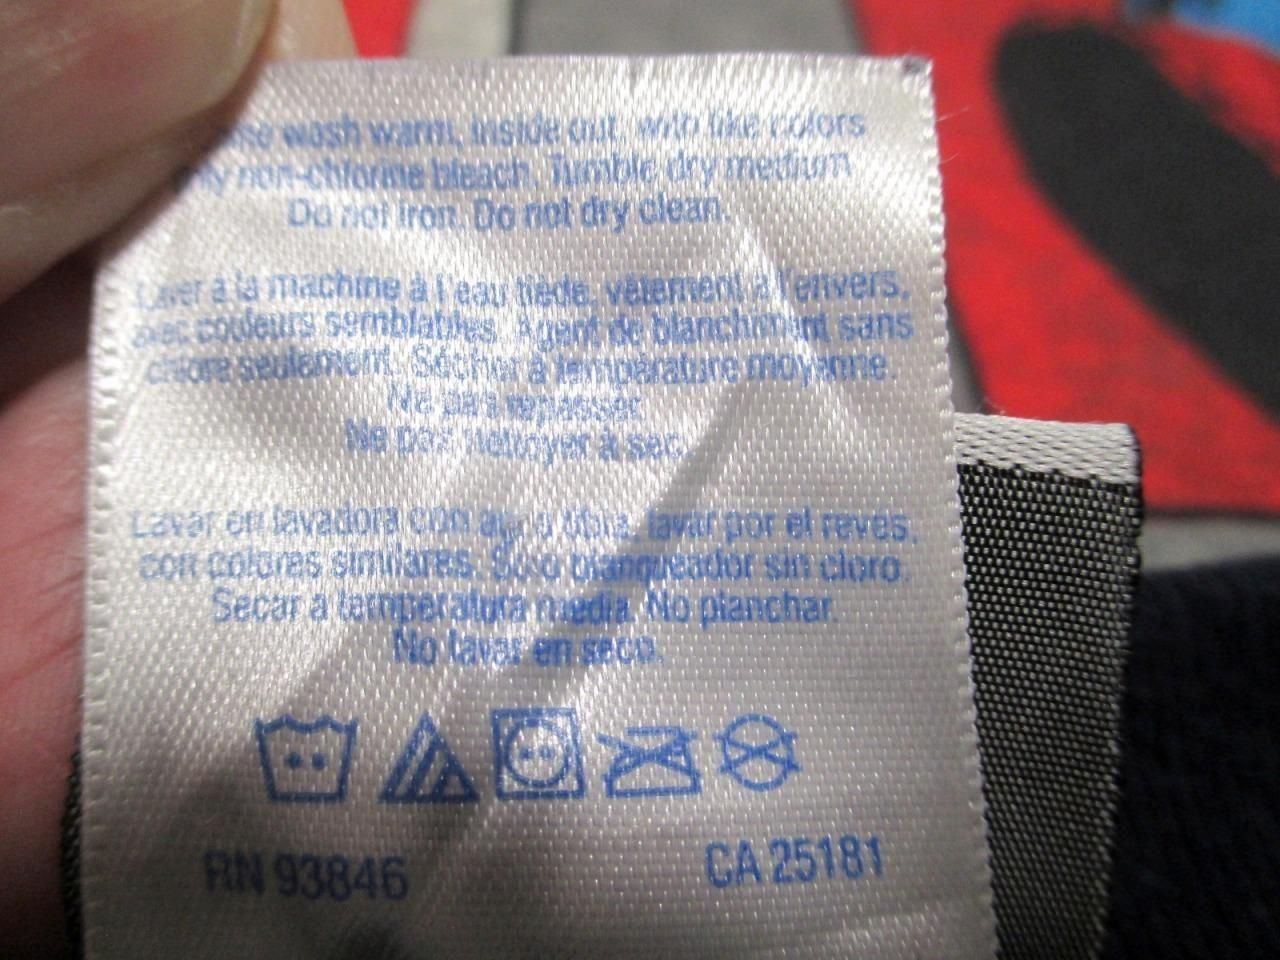 wash warm, inside out, with like colors
non-chlorine bleach. Tumble dry medium
Do not iron. Do not dry clean.
Laver à la machine à l'eau tiède, vêtement à l'envers,
avec couleurs semblables. Agent de blanchiment sans
chlore seulement. Sécher à température moyenne.
Ne pas repasser.
Ne pas nettoyer à sec.
Lavar en lavadora con agua tibia, lavar por el reves,
con colores similares. Solo blanqueador sin cloro.
Secar a temperatura media. No planchar.
No lavar en seco.
RN 93846 CA 25181